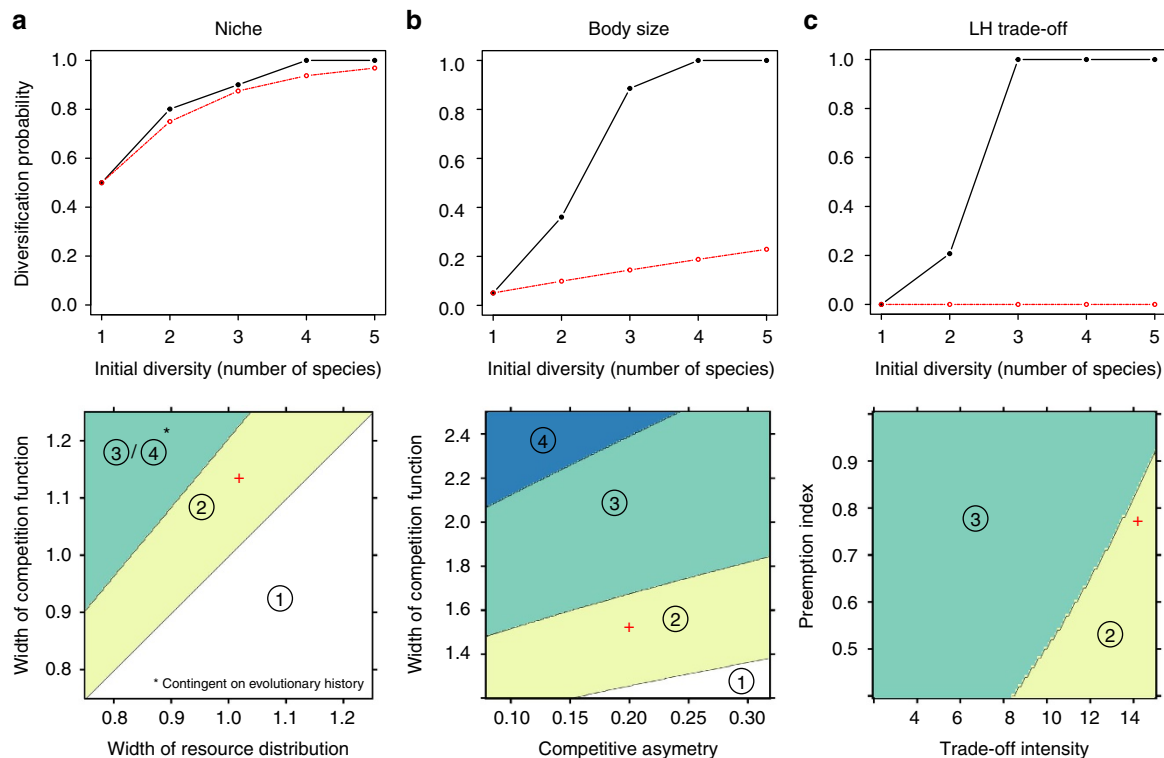 a
Niche
Diversification probability
1.0
0.8
0.6
0.4
0.2
0.0
1 2 3 4 5
Initial diversity (number of species)
b
Body size
1.0
0.8
0.6
0.4
0.2
0.0
1 2 3 4 5
Initial diversity (number of species)
c
LH trade-off
1.0
0.8
0.6
0.4
0.2
0.0
1 2 3 4 5
Initial diversity (number of species)
Width of competition function
1.2
1.1
1.0
0.9
0.8
3 / 4 *
2
1
* Contingent on evolutionary history
0.8 0.9 1.0 1.1 1.2
Width of resource distribution
Width of competition function
2.4
2.2
2.0
1.8
1.6
1.4
4
3
2
1
0.10 0.15 0.20 0.25 0.30
Competitive asymetry
Preemption index
0.9
0.8
0.7
0.6
0.5
3
2
4 6 8 10 12 14
Trade-off intensity